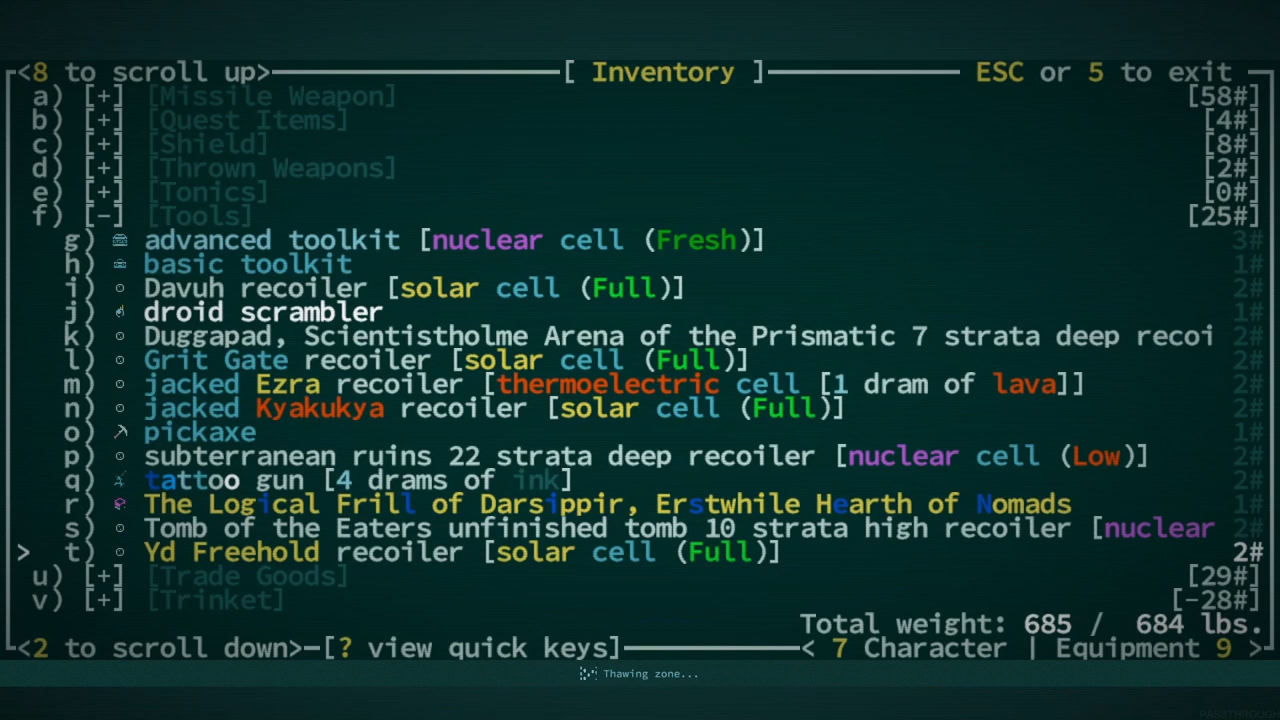 <8 to scroll up> [ Inventory ] ESC or 5 to exit
a) [+] [Missile Weapon] [58#]
b) [+] [Quest Items] [4#]
c) [+] [Shield] [8#]
d) [+] [Thrown Weapons] [2#]
e) [+] [Tonics] [0#]
f) [-] [Tools] [25#]
g) advanced toolkit [nuclear cell (Fresh)] 3#
h) basic toolkit 1#
i) Davuh recoiler [solar cell (Full)] 2#
j) droid scrambler 1#
k) Duggapad, Scientistholme Arena of the Prismatic 7 strata deep recoi 2#
l) Grit Gate recoiler [solar cell (Full)] 2#
m) jacked Ezra recoiler [thermoelectric cell [1 dram of lava]] 2#
n) jacked Kyakukya recoiler [solar cell (Full)] 2#
o) pickaxe 1#
p) subterranean ruins 22 strata deep recoiler [nuclear cell (Low)] 2#
q) tattoo gun [4 drams of ink] 2#
r) The Logical Frill of Darsippir, Erstwhile Hearth of Nomads 1#
s) Tomb of the Eaters unfinished tomb 10 strata high recoiler [nuclear 2#
> t) Yd Freehold recoiler [solar cell (Full)] 2#
u) [+] [Trade Goods] [29#]
v) [+] [Trinket] [-28#]
Total weight: 685 / 684 lbs.
<2 to scroll down> [? view quick keys] < 7 Character | Equipment 9 >
Thawing zone...